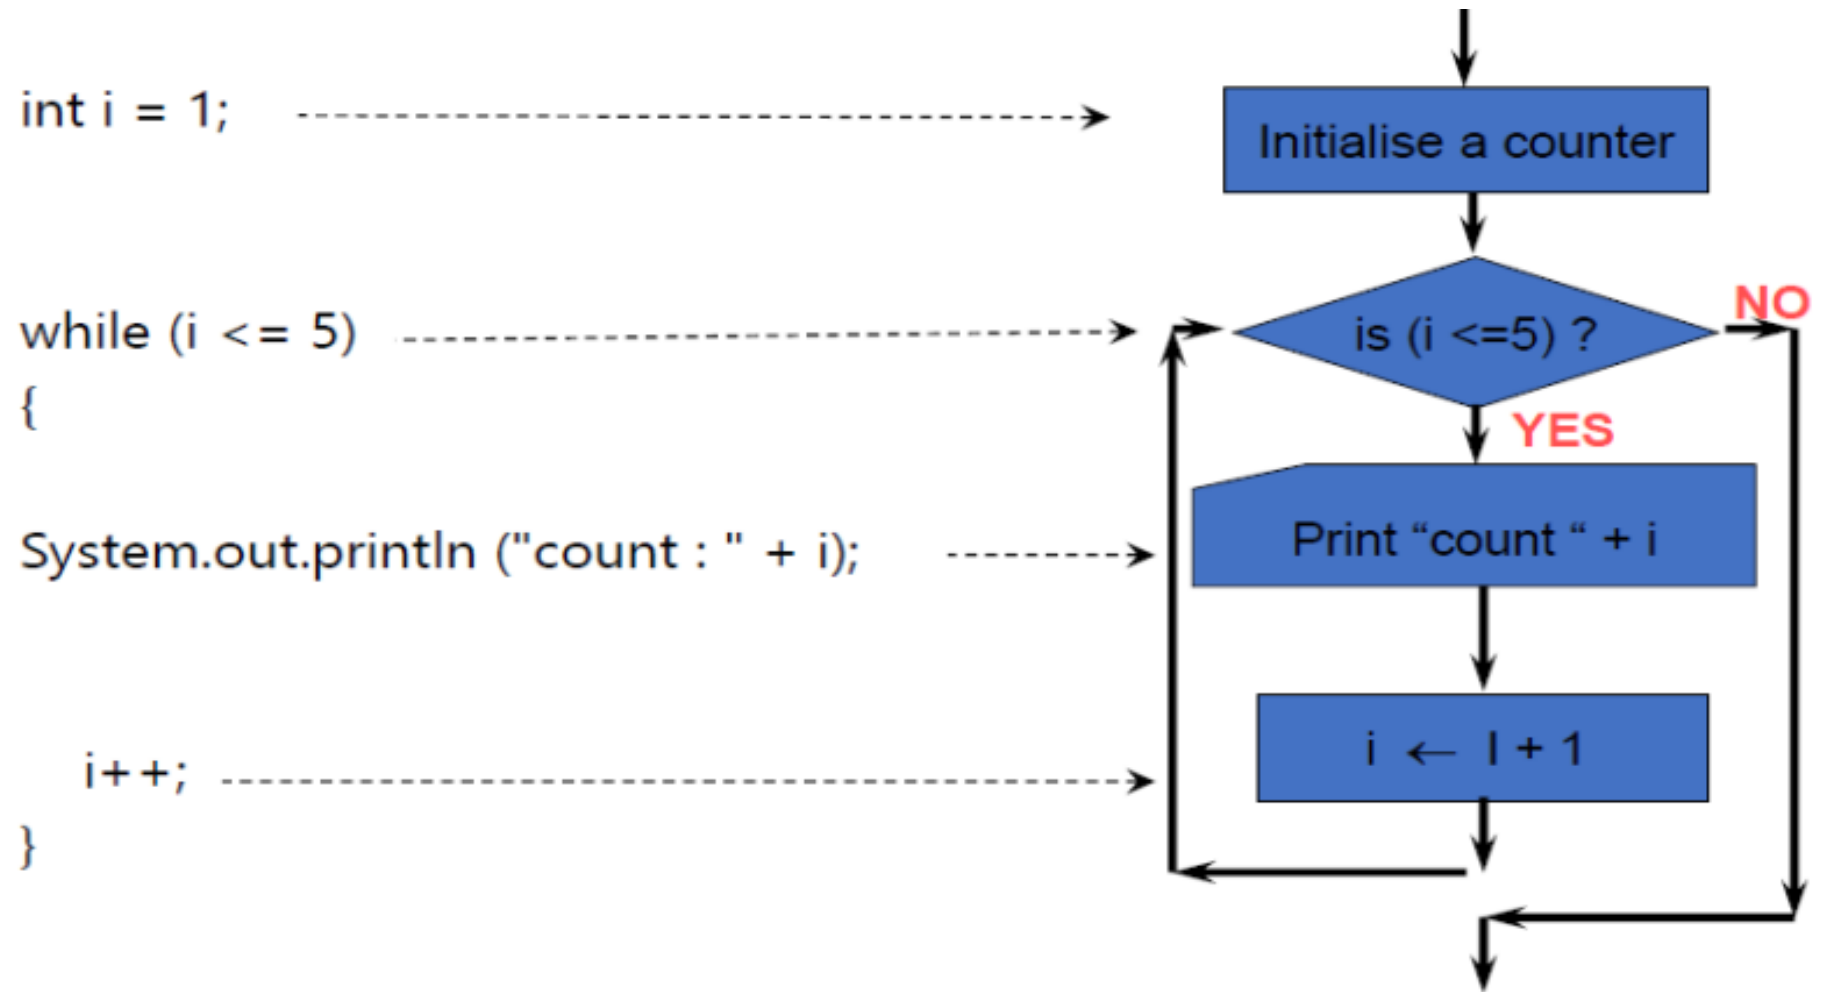 int i = 1;
Initialise a counter
while (i <= 5)
is (i <=5) ?
NO
{
YES
System.out.println ("count : " + i);
Print “count “ + i
i++;
i ← I + 1
}